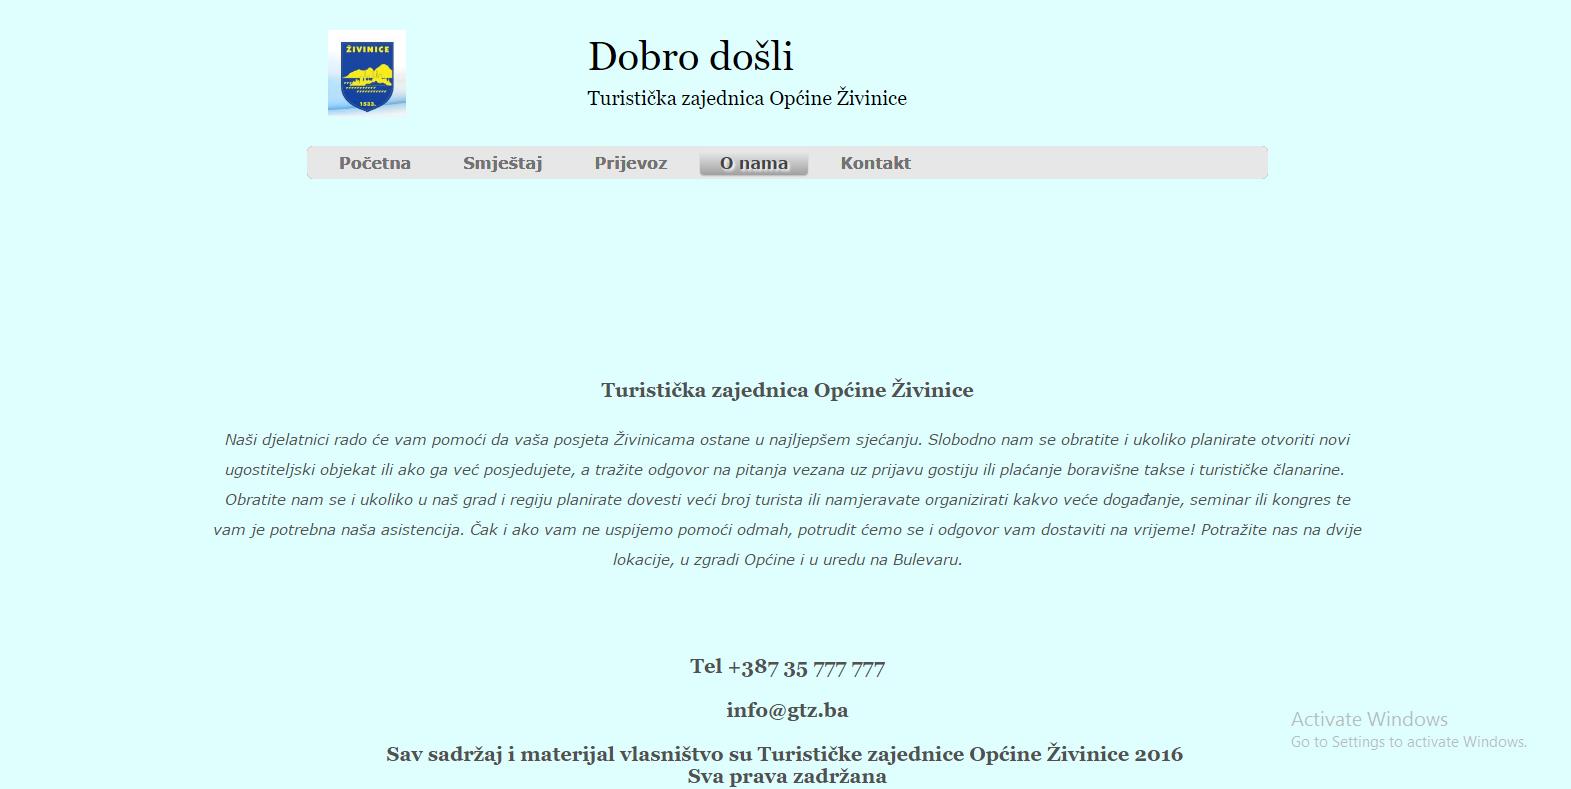 ŽIVINICE
1533.
Dobro došli
Turistička zajednica Općine Živinice
Početna
Smještaj
Prijevoz
O nama
Kontakt
Turistička zajednica Općine Živinice
Naši djelatnici rado će vam pomoći da vaša posjeta Živinicama ostane u najljepšem sjećanju. Slobodno nam se obratite i ukoliko planirate otvoriti novi
ugostiteljski objekat ili ako ga već posjedujete, a tražite odgovor na pitanja vezana uz prijavu gostiju ili plaćanje boravišne takse i turističke članarine.
Obratite nam se i ukoliko u naš grad i regiju planirate dovesti veći broj turista ili namjeravate organizirati kakvo veće događanje, seminar ili kongres te
vam je potrebna naša asistencija. Čak i ako vam ne uspijemo pomoći odmah, potrudit ćemo se i odgovor vam dostaviti na vrijeme! Potražite nas na dvije
lokacije, u zgradi Općine i u uredu na Bulevaru.
Tel +387 35 777 777
info@gtz.ba
Sav sadržaj i materijal vlasništvo su Turističke zajednice Općine Živinice 2016
Sva prava zadržana
Activate Windows
Go to Settings to activate Windows.